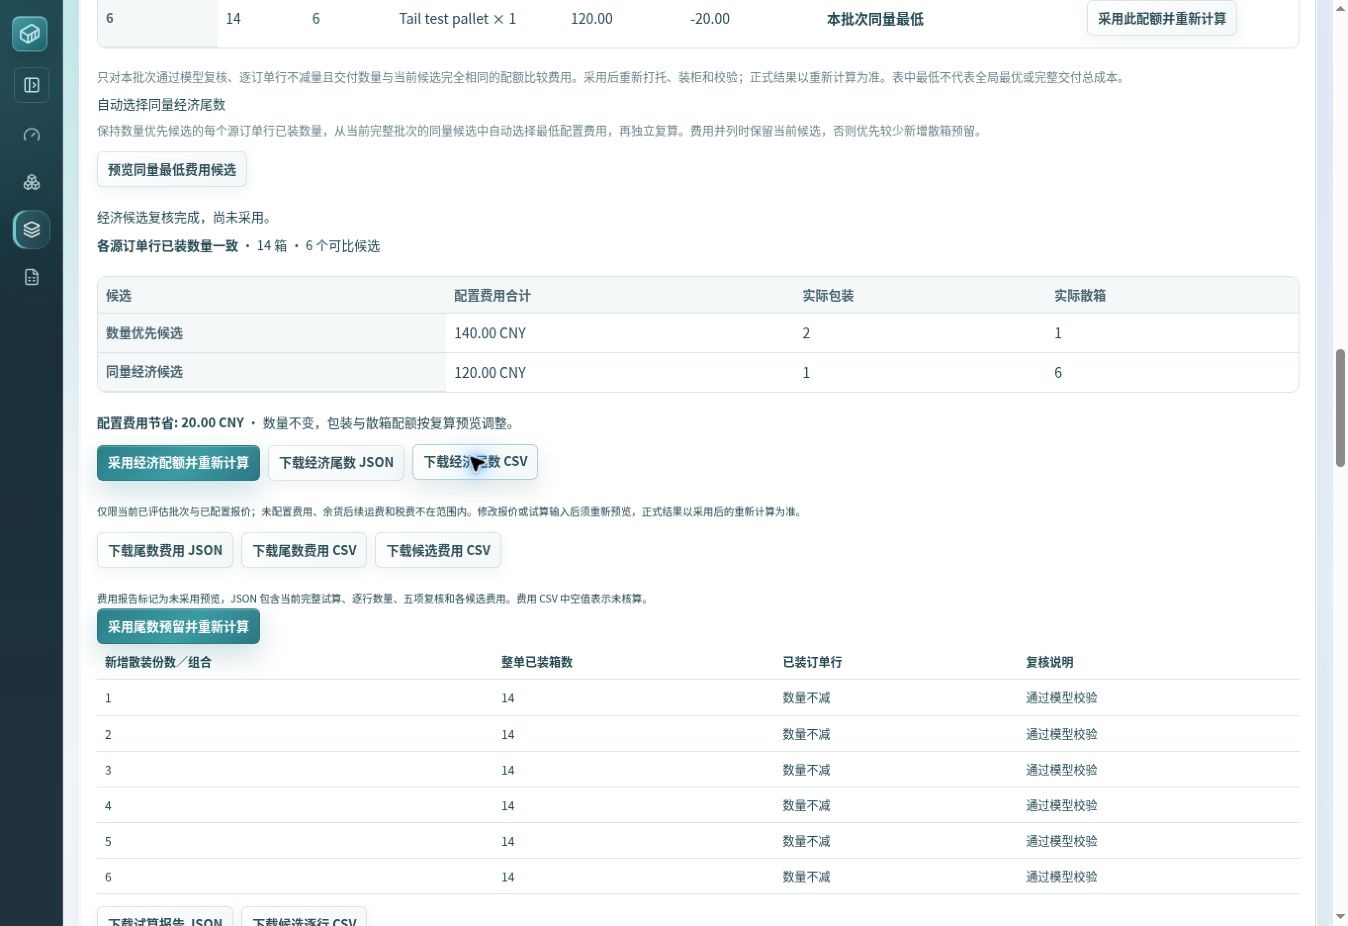 6 14 6 Tail test pallet × 1 120.00 -20.00 本批次同量最低 采用此配额并重新计算
只对本批次通过模型复核、逐订单行不减量且交付数量与当前候选完全相同的配额比较费用。采用后重新打托、装柜和校验；正式结果以重新计算为准。表中最低不代表全局最优或完整交付总成本。
自动选择同量经济尾数
保持数量优先候选的每个源订单行已装数量，从当前完整批次的同量候选中自动选择最低配置费用，再独立复算。费用并列时保留当前候选，否则优先较少新增散箱预留。
预览同量最低费用候选
经济候选复核完成，尚未采用。
各源订单行已装数量一致 · 14 箱 · 6 个可比候选
候选 配置费用合计 实际包装 实际散箱
数量优先候选 140.00 CNY 2 1
同量经济候选 120.00 CNY 1 6
配置费用节省: 20.00 CNY · 数量不变，包装与散箱配额按复算预览调整。
采用经济配额并重新计算 下载经济尾数 JSON 下载经济尾数 CSV
仅限当前已评估批次与已配置报价；未配置费用、余货后续运费和税费不在范围内。修改报价或试算输入后须重新预览，正式结果以采用后的重新计算为准。
下载尾数费用 JSON 下载尾数费用 CSV 下载候选费用 CSV
费用报告标记为未采用预览，JSON 包含当前完整试算、逐行数量、五项复核和各候选费用。费用 CSV 中空值表示未核算。
采用尾数预留并重新计算
新增散装份数／组合 整单已装箱数 已装订单行 复核说明
1 14 数量不减 通过模型校验
2 14 数量不减 通过模型校验
3 14 数量不减 通过模型校验
4 14 数量不减 通过模型校验
5 14 数量不减 通过模型校验
6 14 数量不减 通过模型校验
下载试算报告 JSON 下载候选逐行 CSV